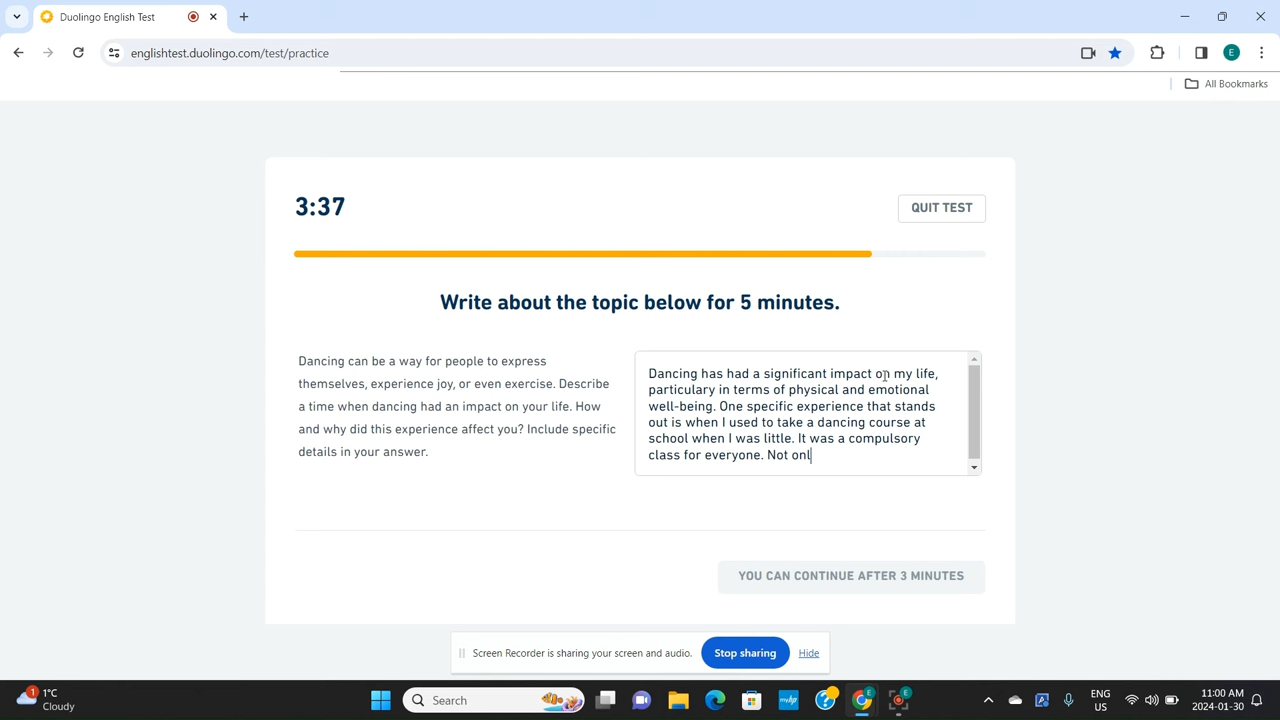 Duolingo English Test
englishtest.duolingo.com/test/practice
E
All Bookmarks
3:37
QUIT TEST
Write about the topic below for 5 minutes.
Dancing can be a way for people to express
themselves, experience joy, or even exercise. Describe
a time when dancing had an impact on your life. How
and why did this experience affect you? Include specific
details in your answer.
Dancing has had a significant impact on my life,
particulary in terms of physical and emotional
well-being. One specific experience that stands
out is when I used to take a dancing course at
school when I was little. It was a compulsory
class for everyone. Not onl
YOU CAN CONTINUE AFTER 3 MINUTES
Screen Recorder is sharing your screen and audio.
Stop sharing
Hide
1
1°C
Cloudy
Search
E
E
ENG
US
11:00 AM
2024-01-30